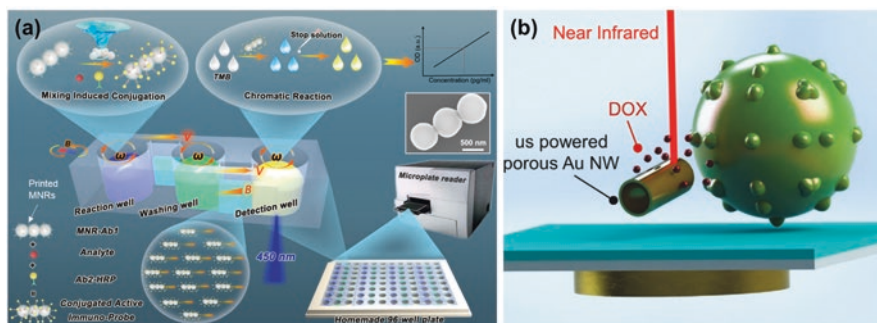 (a)
Stop solution
TMB
Mixing Induced Conjugation
Chromatic Reaction
OD (a.u.)
Concentration (pg/ml)
500 nm
B
V
ω
ω
ω
V
B
Microplate reader
Printed
MNRs
Reaction well
Washing well
Detection well
MNR-Ab1
Analyte
450 nm
Ab2-HRP
Conjugated Active
Immuno-Probe
Homemade 96 well plate
(b)
Near Infrared
DOX
us powered
porous Au NW